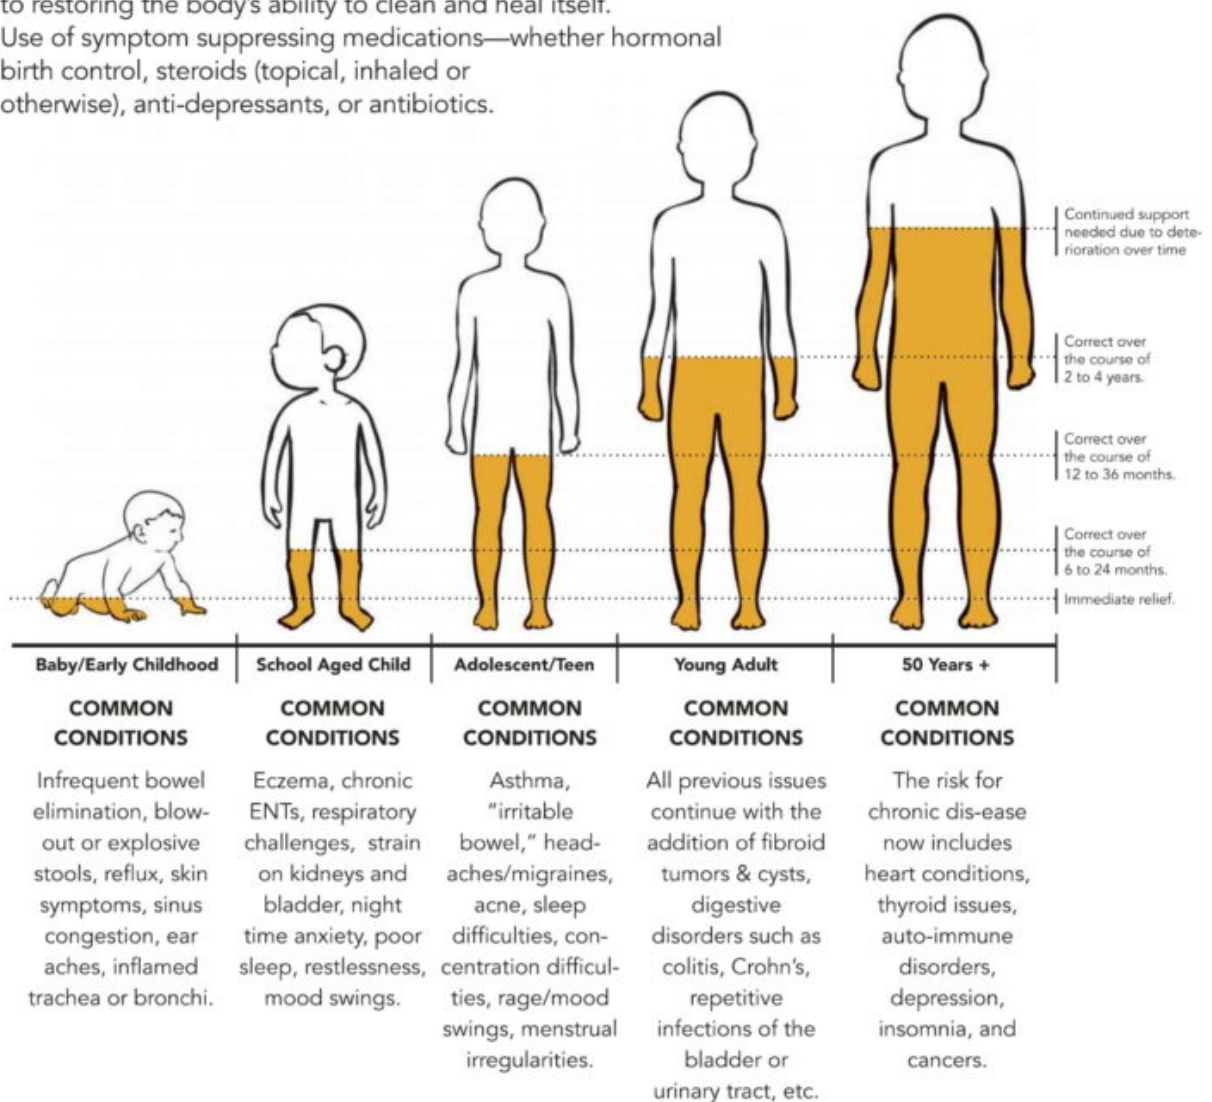 to restoring the body's ability to clean and heal itself.
Use of symptom suppressing medications—whether hormonal
birth control, steroids (topical, inhaled or
otherwise), anti-depressants, or antibiotics.
Continued support
needed due to dete-
rioration over time
Correct over
the course of
2 to 4 years.
Correct over
the course of
12 to 36 months.
Correct over
the course of
6 to 24 months.
Immediate relief.
Baby/Early Childhood
COMMON
CONDITIONS
Infrequent bowel
elimination, blow-
out or explosive
stools, reflux, skin
symptoms, sinus
congestion, ear
aches, inflamed
trachea or bronchi.
School Aged Child
COMMON
CONDITIONS
Eczema, chronic
ENTs, respiratory
challenges, strain
on kidneys and
bladder, night
time anxiety, poor
sleep, restlessness,
mood swings.
Adolescent/Teen
COMMON
CONDITIONS
Asthma,
"irritable
bowel," head-
aches/migraines,
acne, sleep
difficulties, con-
centration difficul-
ties, rage/mood
swings, menstrual
irregularities.
Young Adult
COMMON
CONDITIONS
All previous issues
continue with the
addition of fibroid
tumors & cysts,
digestive
disorders such as
colitis, Crohn's,
repetitive
infections of the
bladder or
urinary tract, etc.
50 Years +
COMMON
CONDITIONS
The risk for
chronic dis-ease
now includes
heart conditions,
thyroid issues,
auto-immune
disorders,
depression,
insomnia, and
cancers.